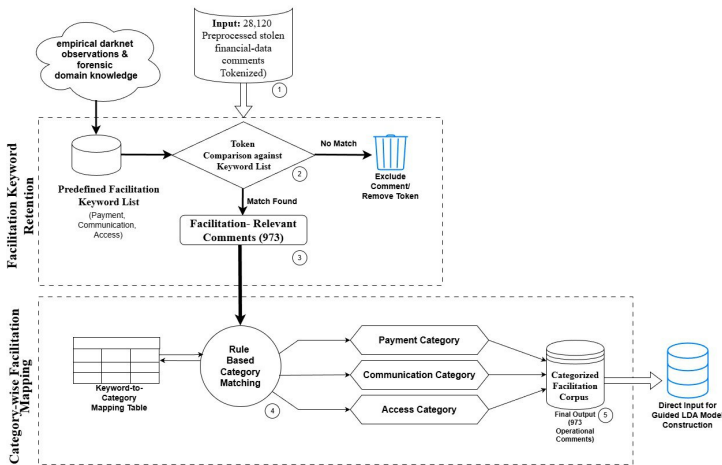 empirical darknet
observations &
forensic
domain knowledge
Input: 28,120
Preprocessed stolen
financial-data
comments
Tokenized)
1
Facilitation Keyword
Retention
Predefined Facilitation
Keyword List
(Payment,
Communication,
Access)
Token
Comparison against
Keyword List
2
No Match
Exclude
Comment/
Remove Token
Match Found
Facilitation- Relevant
Comments (973)
3
Category-wise Facilitation
Mapping
Keyword-to-
Category
Mapping Table
Rule
Based
Category
Matching
4
Payment Category
Communication Category
Access Category
Categorized
Facilitation
Corpus
Final Output (973
Operational
Comments)
5
Direct Input for
Guided LDA Model
Construction